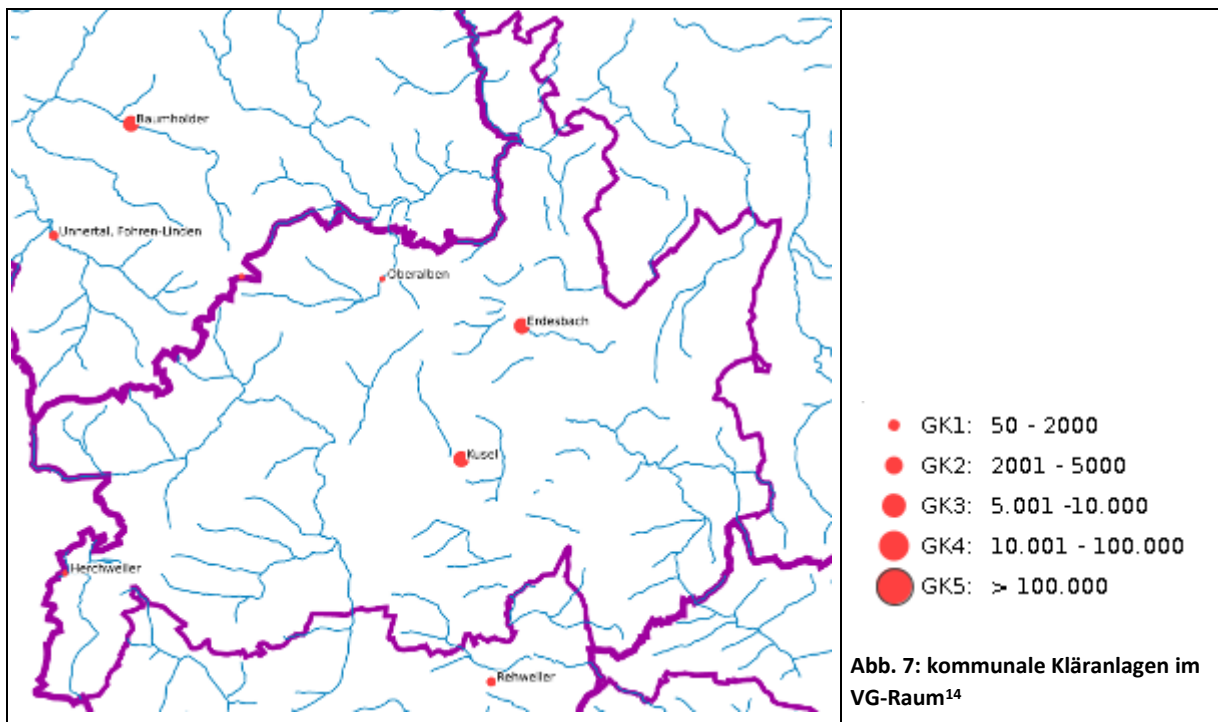 Baumholder
Unnertal, Fohren-Linden
Oberalben
Erdesbach
Kusel
Herchweiler
Rehweiler
GK1: 50 - 2000
GK2: 2001 - 5000
GK3: 5.001 -10.000
GK4: 10.001 - 100.000
GK5: > 100.000
Abb. 7: kommunale Kläranlagen im
VG-Raum¹⁴